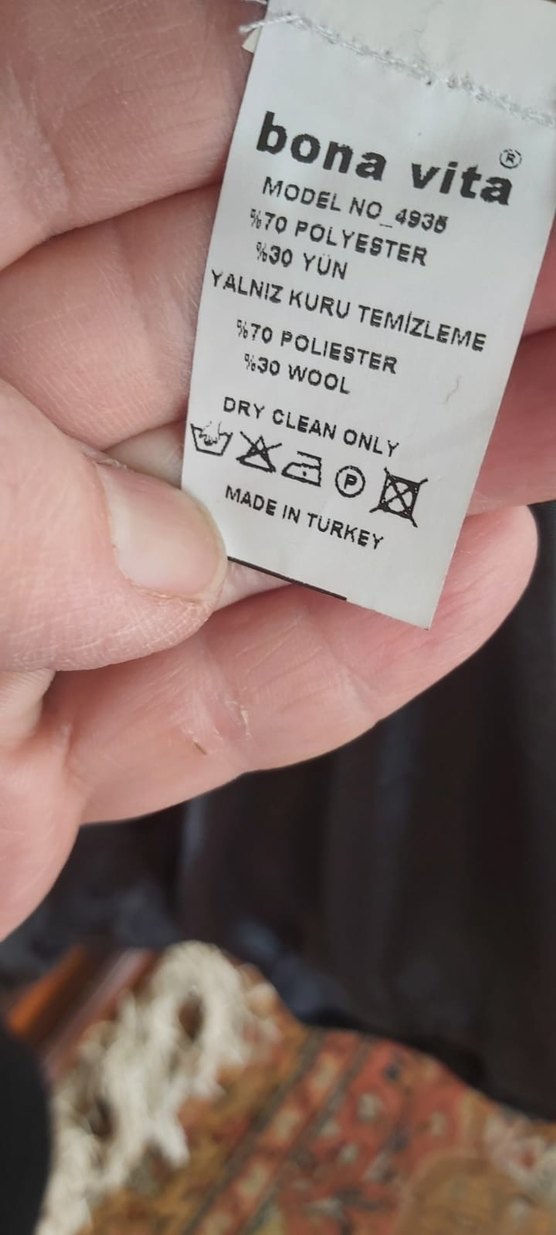 bona vita ®
MODEL NO_4935
%70 POLYESTER
%30 YÜN
YALNIZ KURU TEMİZLEME
%70 POLIESTER
%30 WOOL
DRY CLEAN ONLY
P
MADE IN TURKEY